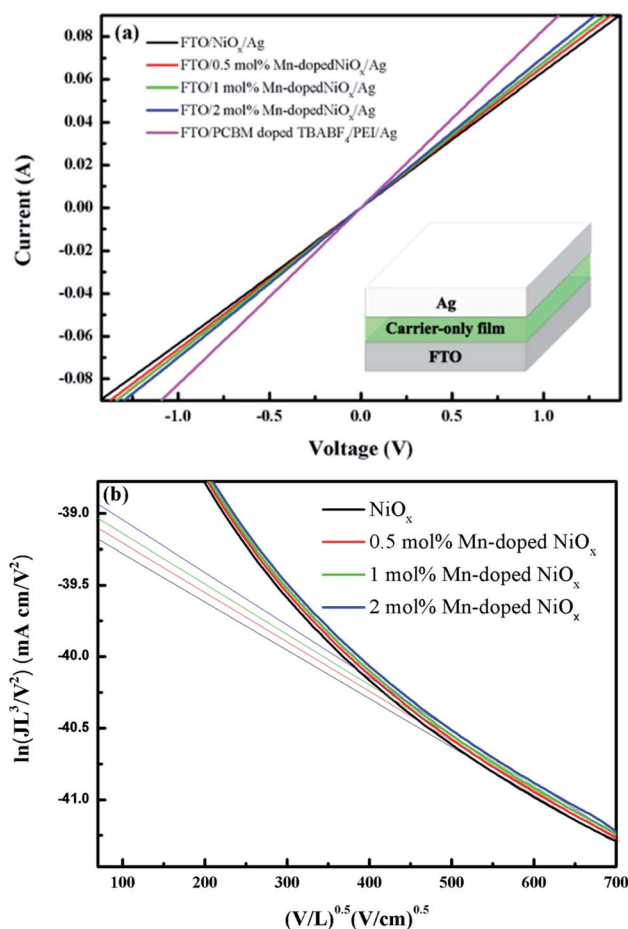 (a)
FTO/NiOₓ/Ag
FTO/0.5 mol% Mn-dopedNiOₓ/Ag
FTO/1 mol% Mn-dopedNiOₓ/Ag
FTO/2 mol% Mn-dopedNiOₓ/Ag
FTO/PCBM doped TBABF₄/PEI/Ag
0.08
0.06
0.04
0.02
0.00
-0.02
-0.04
-0.06
-0.08
Current (A)
Ag
Carrier-only film
FTO
-1.0 -0.5 0.0 0.5 1.0
Voltage (V)
(b)
NiOₓ
0.5 mol% Mn-doped NiOₓ
1 mol% Mn-doped NiOₓ
2 mol% Mn-doped NiOₓ
-39.0
-39.5
-40.0
-40.5
-41.0
ln(JL³/V²) (mA cm/V²)
100 200 300 400 500 600 700
(V/L)⁰·⁵(V/cm)⁰·⁵